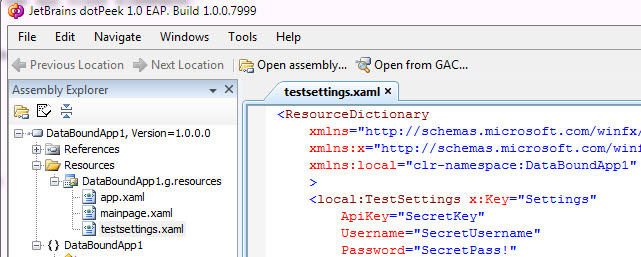 JetBrains dotPeek 1.0 EAP. Build 1.0.0.7999
File Edit Navigate Windows Tools Help
Previous Location Next Location Open assembly... Open from GAC...
Assembly Explorer
testsettings.xaml
DataBoundApp1, Version=1.0.0.0
References
Resources
DataBoundApp1.g.resources
app.xaml
mainpage.xaml
testsettings.xaml
{ } DataBoundApp1
<ResourceDictionary
xmlns="http://schemas.microsoft.com/winfx/
xmlns:x="http://schemas.microsoft.com/winf
xmlns:local="clr-namespace:DataBoundApp1"
>
<local:TestSettings x:Key="Settings"
ApiKey="SecretKey"
Username="SecretUsername"
Password="SecretPass!"